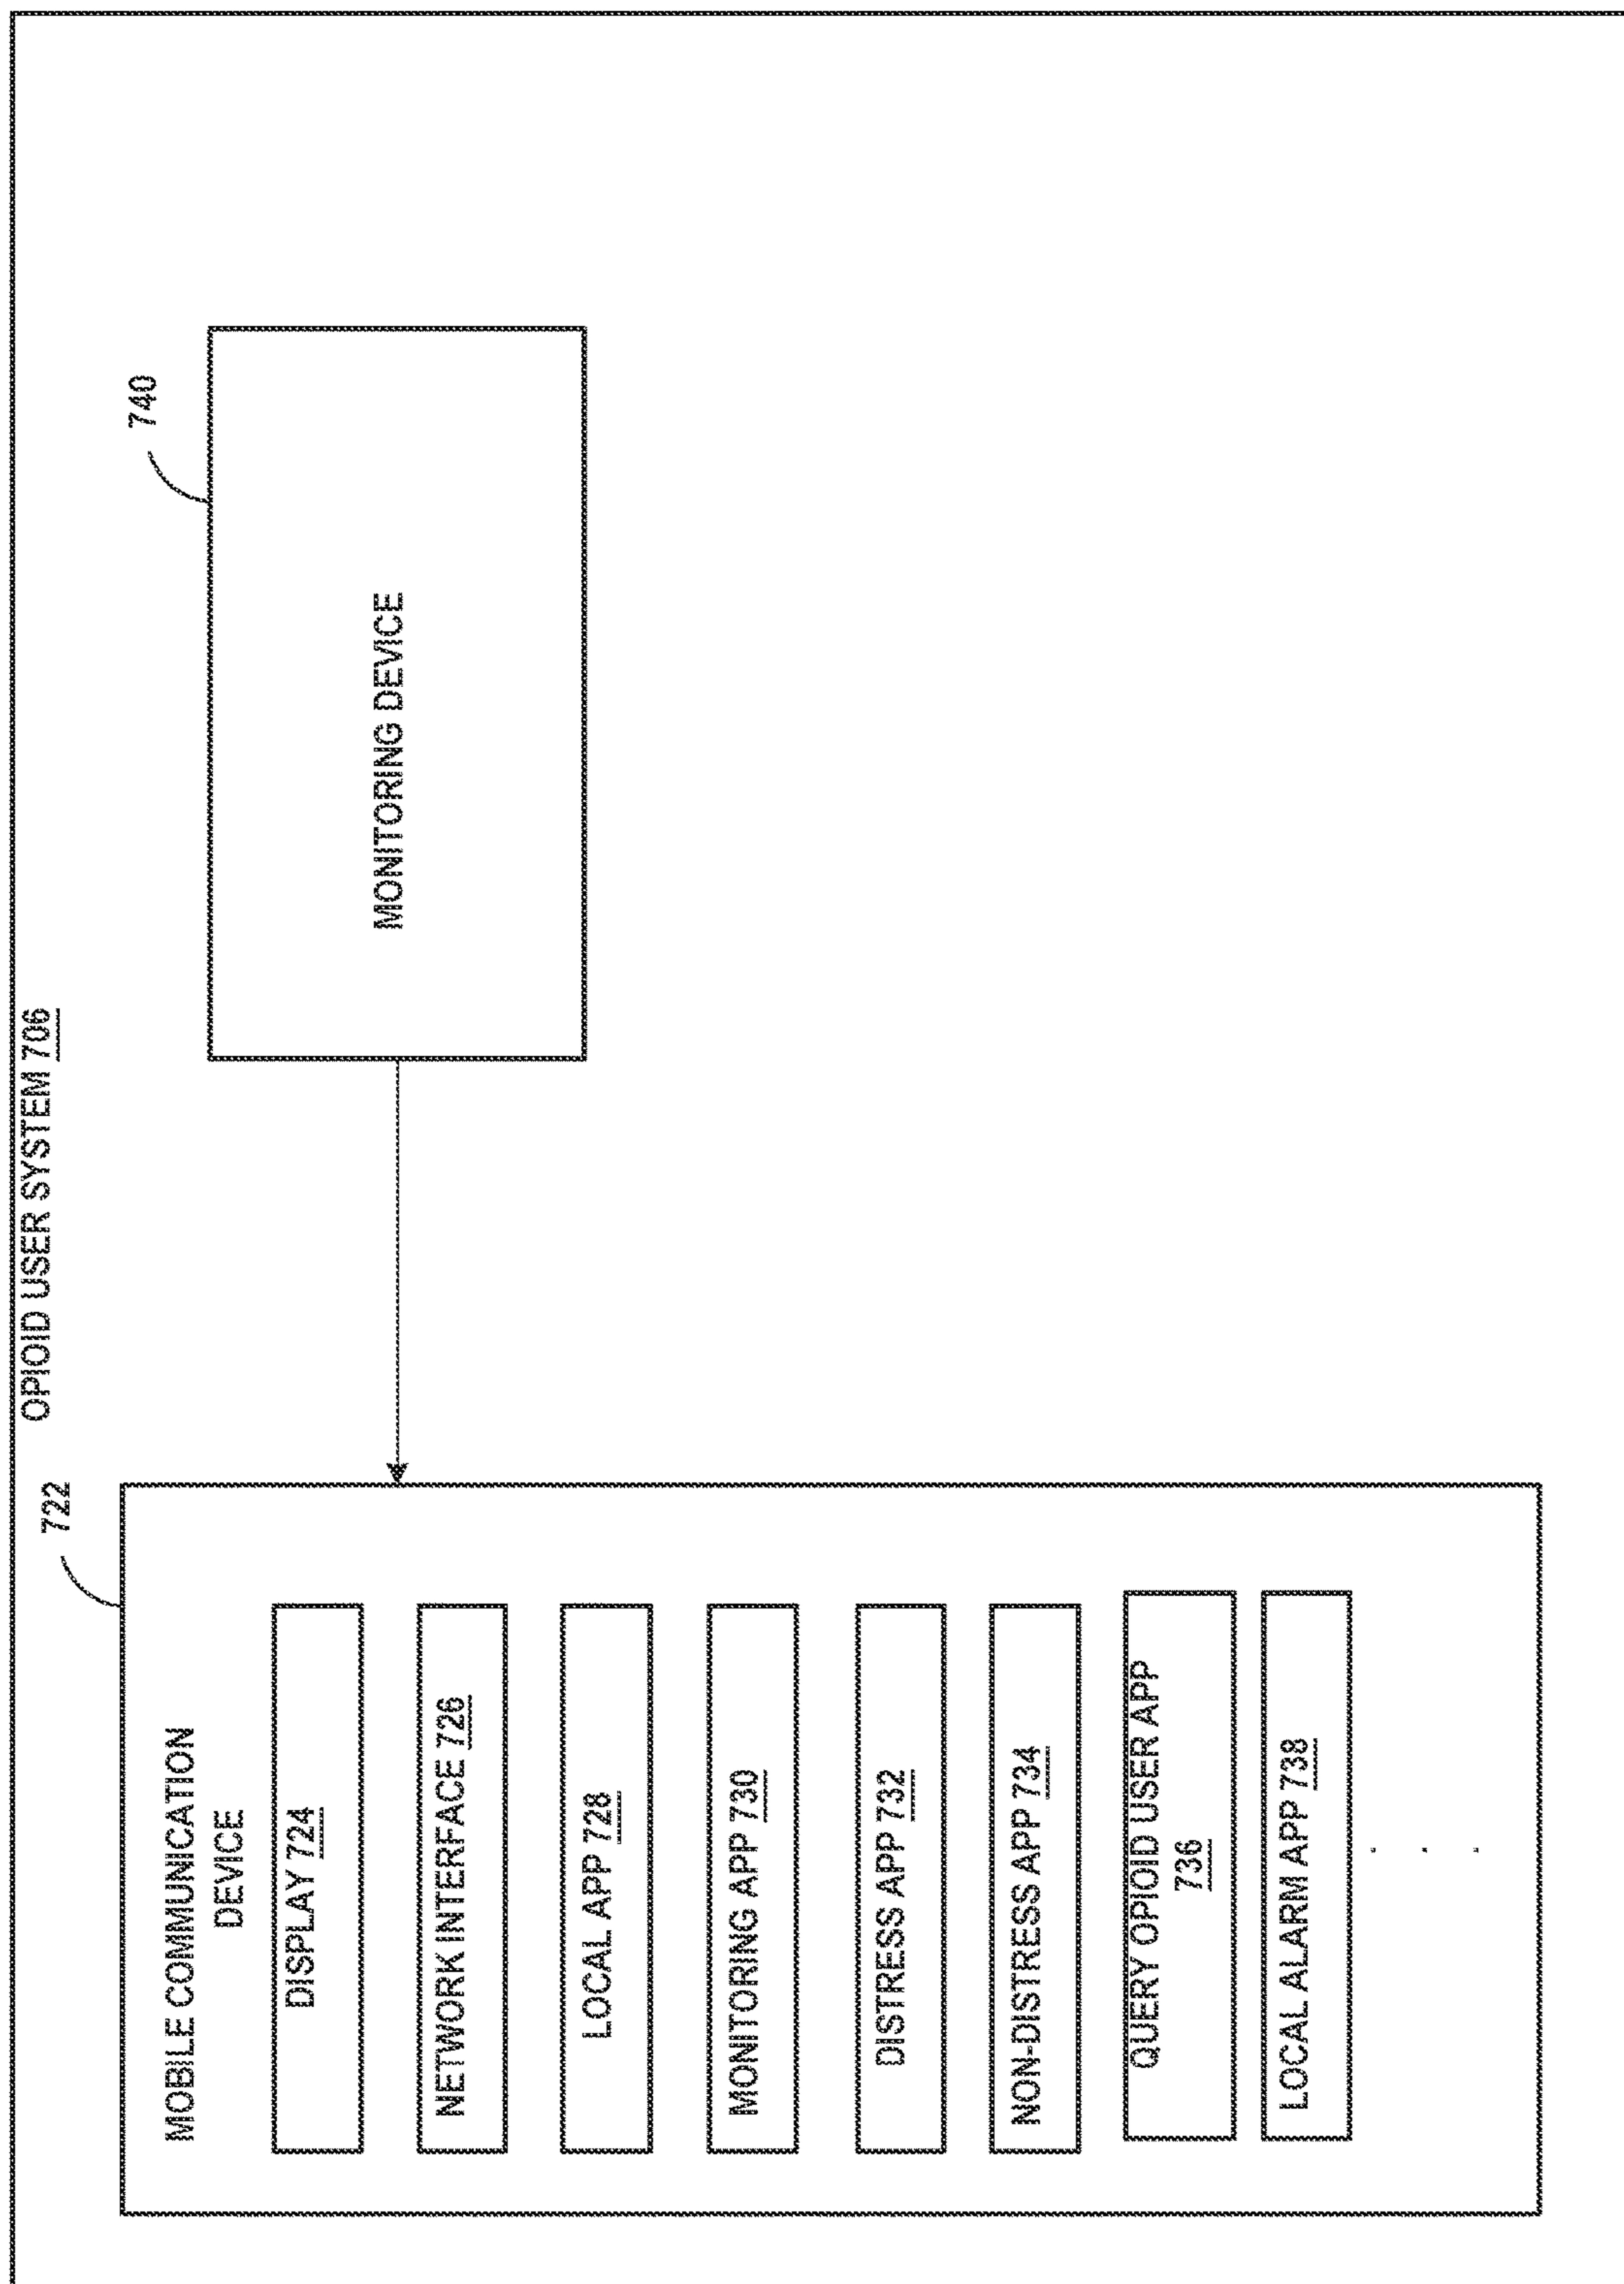 OPIOID USER SYSTEM 706
722
MOBILE COMMUNICATION
DEVICE
DISPLAY 724
NETWORK INTERFACE 726
LOCAL APP 728
MONITORING APP 730
DISTRESS APP 732
NON-DISTRESS APP 734
QUERY OPIOID USER APP
736
LOCAL ALARM APP 738
. . .
740
MONITORING DEVICE